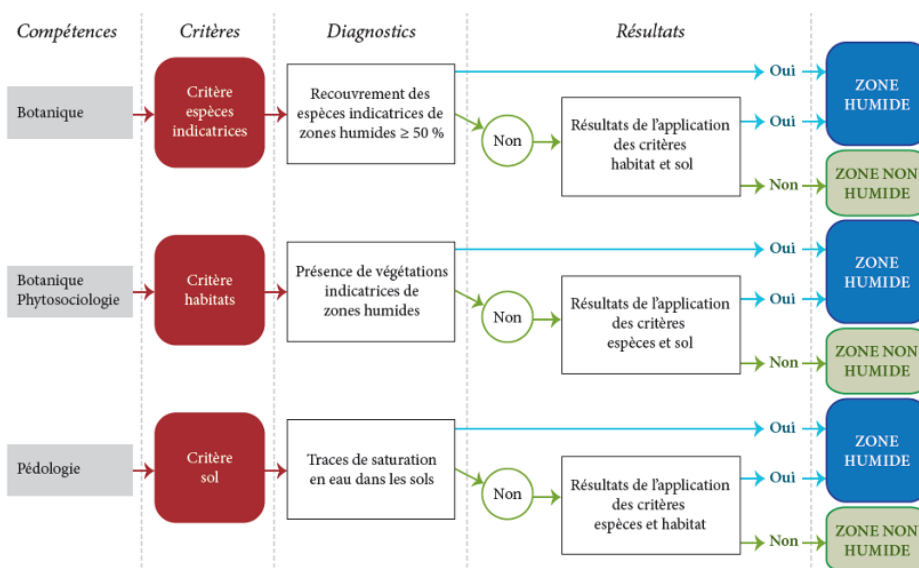 Compétences
Critères
Diagnostics
Résultats
Botanique
Critère
espèces
indicatrices
Recouvrement des
espèces indicatrices de
zones humides ≥ 50 %
Non
Résultats de l'application
des critères
habitat et sol
Oui
Oui
Non
ZONE
HUMIDE
ZONE NON
HUMIDE
Botanique
Phytosociologie
Critère
habitats
Présence de végétations
indicatrices de
zones humides
Non
Résultats de l'application
des critères
espèces et sol
Oui
Oui
Non
ZONE
HUMIDE
ZONE NON
HUMIDE
Pédologie
Critère
sol
Traces de saturation
en eau dans les sols
Non
Résultats de l'application
des critères
espèces et habitat
Oui
Oui
Non
ZONE
HUMIDE
ZONE NON
HUMIDE